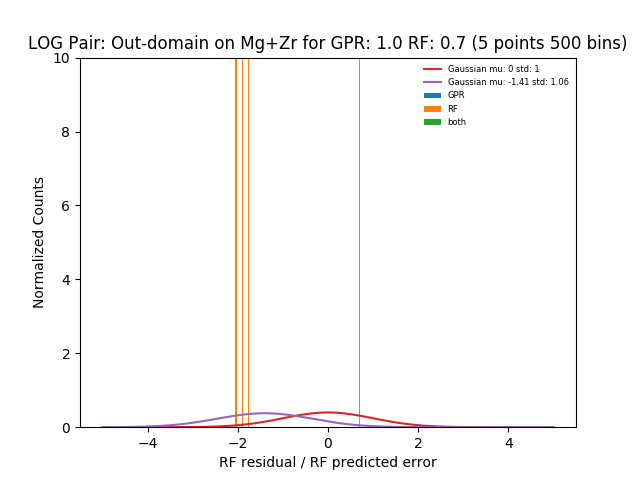 LOG Pair: Out-domain on Mg+Zr for GPR: 1.0 RF: 0.7 (5 points 500 bins)
Gaussian mu: 0 std: 1
Gaussian mu: -1.41 std: 1.06
GPR
RF
both
10
8
6
4
2
0
Normalized Counts
−4
−2
0
2
4
RF residual / RF predicted error